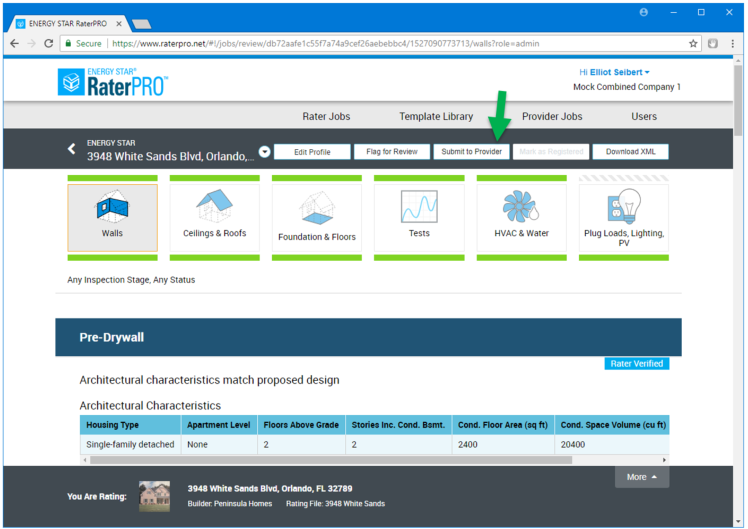 ENERGY STAR RaterPRO
Secure | https://www.raterpro.net/#/jobs/review/db72aafe1c55f7a74a9cef26aebebbc4/1527090773713/walls?role=admin
ENERGY STAR®
RaterPRO™
Hi Elliot Seibert
Mock Combined Company 1
Rater Jobs Template Library Provider Jobs Users
ENERGY STAR
3948 White Sands Blvd, Orlando,...
Edit Profile Flag for Review Submit to Provider Mark as Registered Download XML
Walls Ceilings & Roofs Foundation & Floors Tests HVAC & Water Plug Loads, Lighting,
PV
Any Inspection Stage, Any Status
Pre-Drywall
Rater Verified
Architectural characteristics match proposed design
Architectural Characteristics
Housing Type Apartment Level Floors Above Grade Stories Inc. Cond. Bsmt. Cond. Floor Area (sq ft) Cond. Space Volume (cu ft)
Single-family detached None 2 2 2400 20400
More
You Are Rating:
3948 White Sands Blvd, Orlando, FL 32789
Builder: Peninsula Homes Rating File: 3948 White Sands